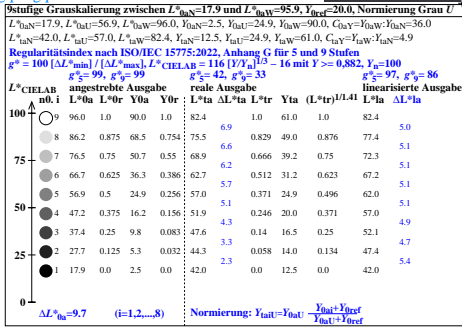 9stufige Grauskalierung zwischen L*0aN=17.9 und L*0aW=95.9, Y0ref=20.0, Normierung Grau U
L*0aN=17.9, L*0aU=56.9, L*0aW=96.0, Y0aN=2.5, Y0aU=24.9, Y0aW=90.0, C0aY=Y0aW:Y0aN=36.0
L*taN=42.0, L*taU=57.0, L*taW=82.4, YtaN=12.5, YtaU=24.9, YtaW=61.0, CtaY=YtaW:YtaN=4.9
Regularitätsindex nach ISO/IEC 15775:2022, Anhang G für 5 und 9 Stufen
g* = 100 [ΔL*min] / [ΔL*max], L*CIELAB = 116 [Y/Yn]1/3 – 16 mit Y >= 0,882, Yn=100
g*5= 99, g*9= 99 g*5= 42, g*9= 33 g*5= 97, g*9= 86
L*CIELAB angestrebte Ausgabe reale Ausgabe linearisierte Ausgabe
n0. i L*0a L*0r Y0a Y0r L*ta ΔL*ta L*tr Yta (L*tr)1/1.41 L*la ΔL*la
100
9 96.0 1.0 90.0 1.0 82.4 1.0 61.0 1.0 82.4
6.9 5.0
8 86.2 0.875 68.5 0.754 75.5 0.829 49.0 0.876 77.4
6.6 5.1
75
7 76.5 0.75 50.7 0.55 68.9 0.666 39.2 0.75 72.3
6.2 5.1
6 66.7 0.625 36.3 0.386 62.7 0.512 31.2 0.623 67.2
5.7 5.1
5 56.9 0.5 24.9 0.256 57.0 0.371 24.9 0.496 62.0
5.1 5.1
50
4 47.2 0.375 16.2 0.156 51.9 0.246 20.0 0.371 57.0
4.3 4.9
3 37.4 0.25 9.8 0.083 47.6 0.14 16.5 0.25 52.1
3.3 4.7
25
2 27.7 0.125 5.3 0.032 44.3 0.058 14.0 0.134 47.4
2.3 5.4
1 17.9 0.0 2.5 0.0 42.0 0.0 12.5 0.0 42.0
0
ΔL*0a=9.7 (i=1,2,...,8) Normierung: YtaiU=Y0aU Y0ai+Y0ref
Y0aU+Y0ref